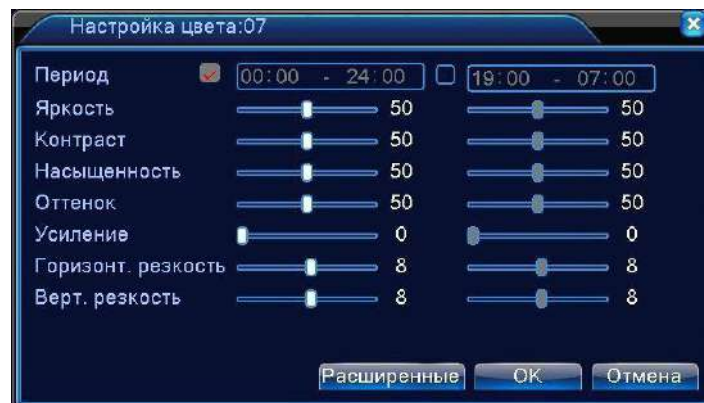 Настройка цвета:07
Период 00:00 - 24:00 19:00 - 07:00
Яркость 50 50
Контраст 50 50
Насыщенность 50 50
Оттенок 50 50
Усиление 0 0
Горизонт. резкость 8 8
Верт. резкость 8 8
Расширенные OK Отмена